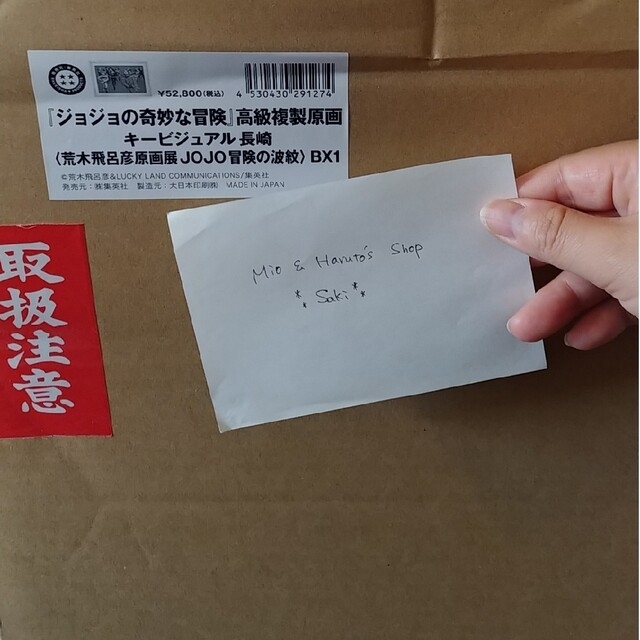 ¥52,800(税込)
4 530430 291274
『ジョジョの奇妙な冒険』高級複製原画
キービジュアル 長崎
〈荒木飛呂彦原画展 JOJO 冒険の波紋〉 BX1
©荒木飛呂彦&LUCKY LAND COMMUNICATIONS/集英社
発売元:㈱集英社 製造元:大日本印刷㈱ MADE IN JAPAN
取扱注意
Mio & Haruto's Shop
*.Saki*.